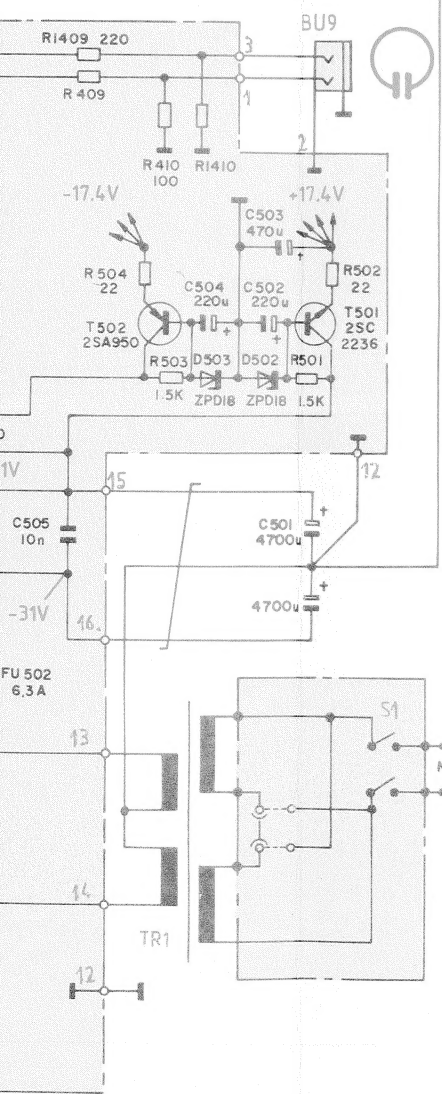 BU9
R1409 220
3
R 409
1
2
R410
100
R1410
-17.4V
+17.4V
C503
470u
+
R 504
22
C504
220u
C502
220u
R502
22
+
+
T502
2SA950
T501
2SC
2236
R503
D503
D502
R501
1.5K
ZPD18
ZPD18
1.5K
1V
12
15
C505
10n
+
C501
4700u
+
4700u
-31V
16.
FU 502
6,3A
S1
13
14
TR1
12